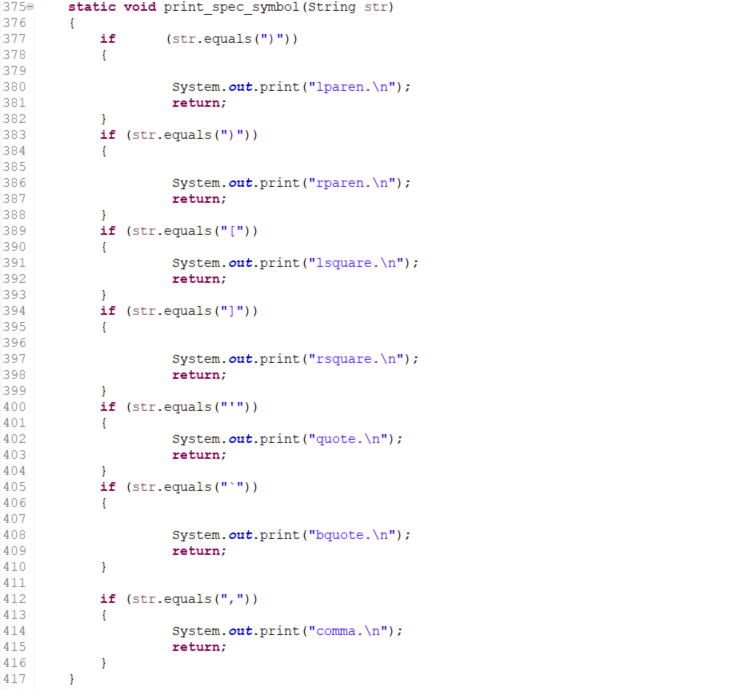 375 static void print_spec_symbol(String str)
376 {
377 if (str.equals(")"))
378 {
379
380 System.out.print("lparen.\n");
381 return;
382 }
383 if (str.equals(")"))
384 {
385
386 System.out.print("rparen.\n");
387 return;
388 }
389 if (str.equals("["))
390 {
391 System.out.print("lsquare.\n");
392 return;
393 }
394 if (str.equals("]"))
395 {
396
397 System.out.print("rsquare.\n");
398 return;
399 }
400 if (str.equals("'"))
401 {
402 System.out.print("quote.\n");
403 return;
404 }
405 if (str.equals("`"))
406 {
407
408 System.out.print("bquote.\n");
409 return;
410 }
411
412 if (str.equals(","))
413 {
414 System.out.print("comma.\n");
415 return;
416 }
417 }